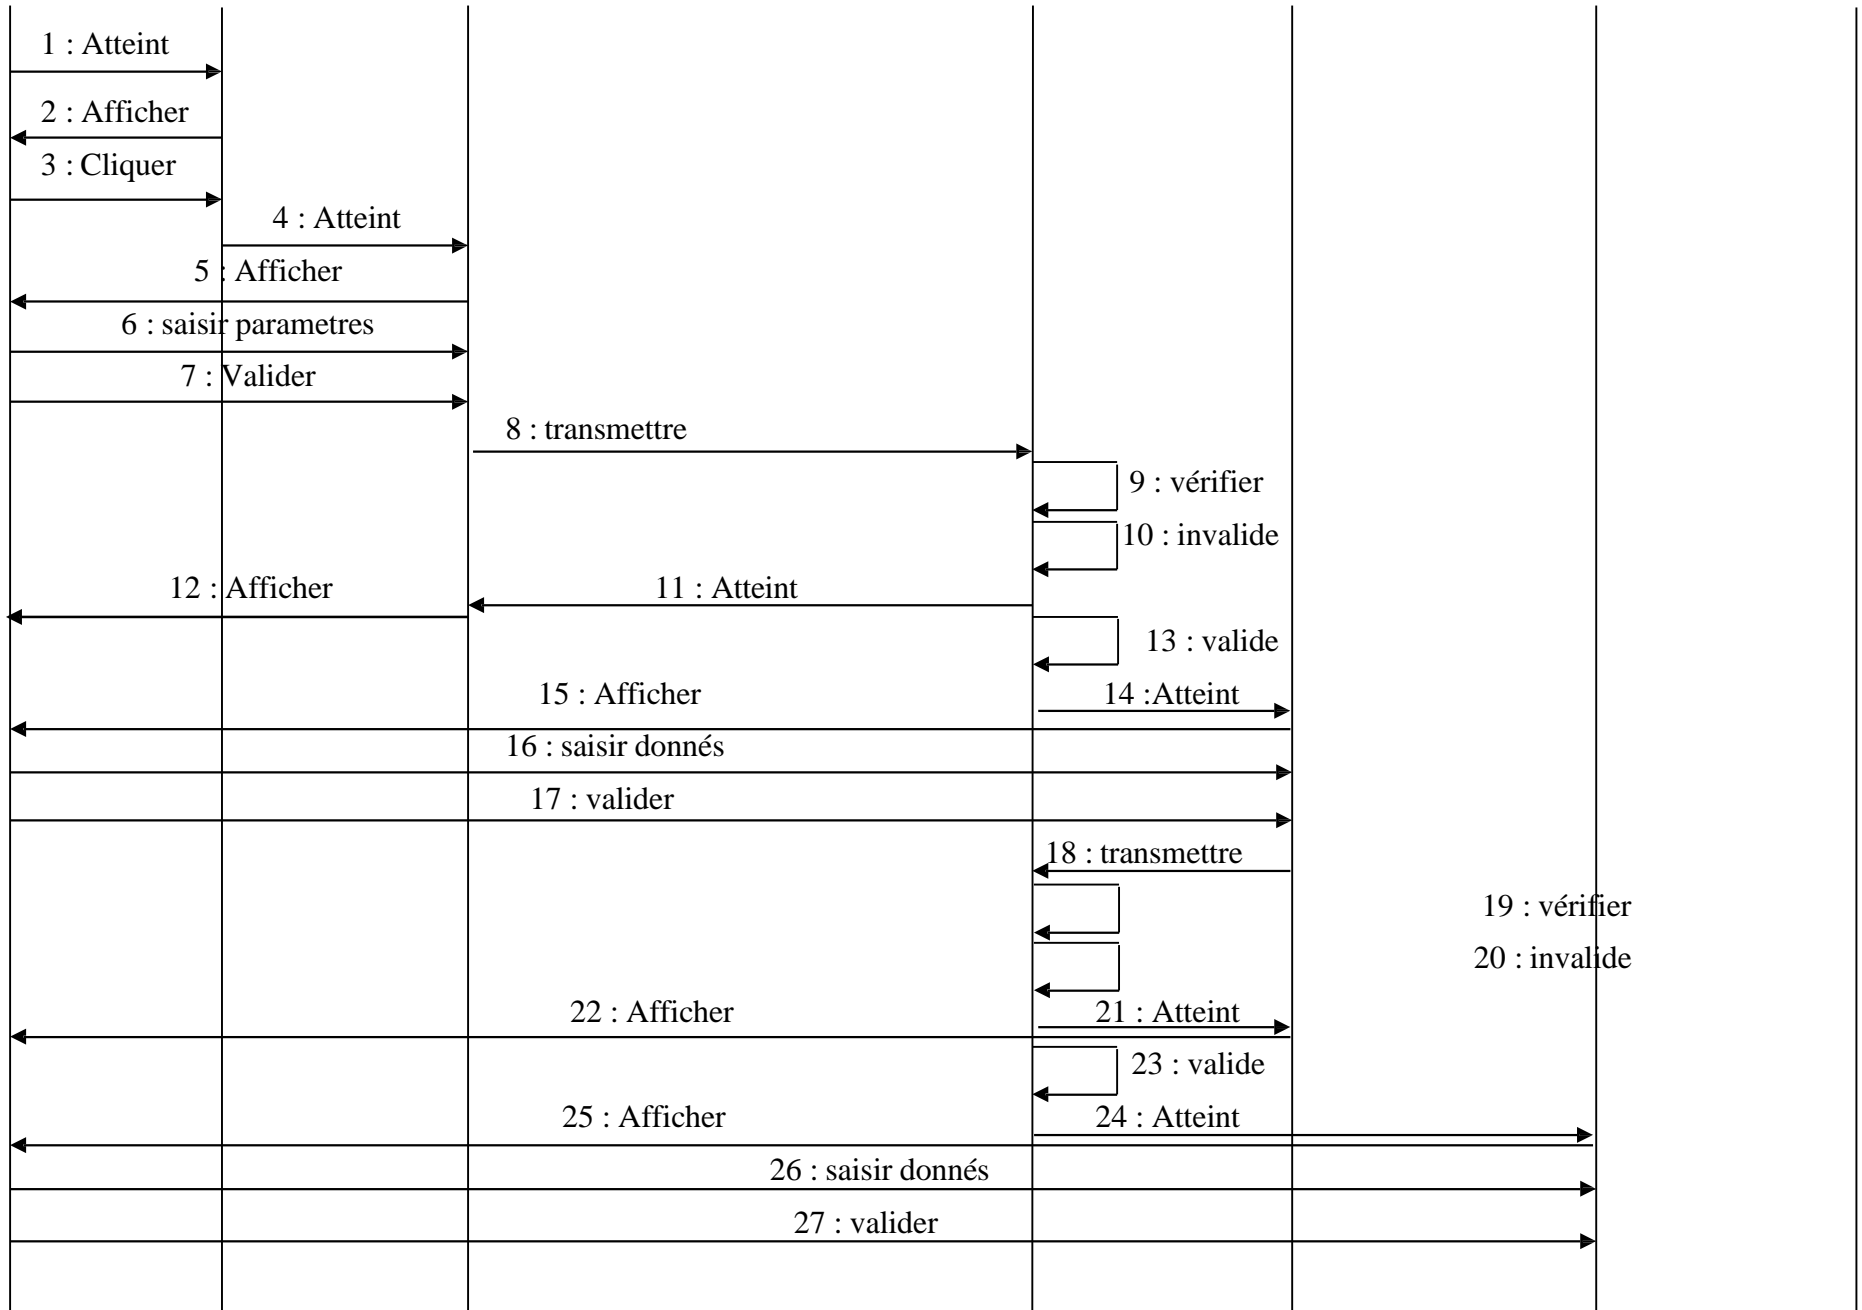 1 : Atteint
2 : Afficher
3 : Cliquer
4 : Atteint
5 : Afficher
6 : saisir parametres
7 : Valider
8 : transmettre
9 : vérifier
10 : invalide
12 : Afficher
11 : Atteint
13 : valide
15 : Afficher
14 :Atteint
16 : saisir donnés
17 : valider
18 : transmettre
19 : vérifier
20 : invalide
22 : Afficher
21 : Atteint
23 : valide
25 : Afficher
24 : Atteint
26 : saisir donnés
27 : valider